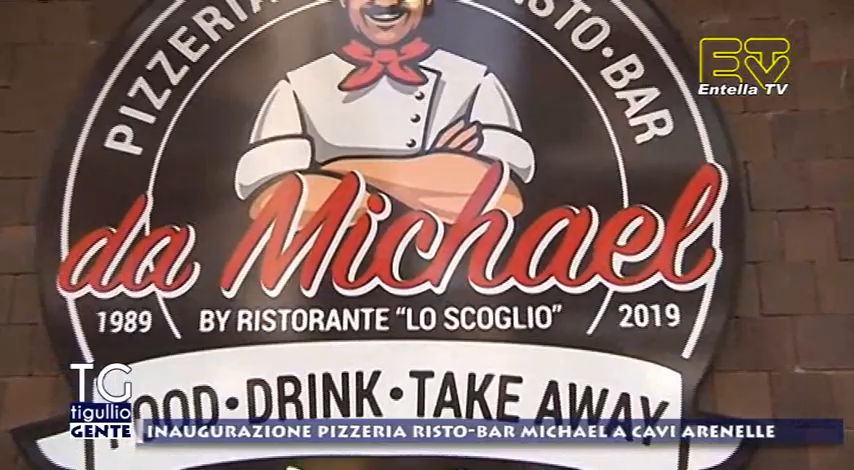 PIZZERIA · RISTO · BAR
ET
Entella TV
da Michael
1989 BY RISTORANTE "LO SCOGLIO" 2019
FOOD · DRINK · TAKE AWAY
TG
tigullio
GENTE
INAUGURAZIONE PIZZERIA RISTO-BAR MICHAEL A CAVI ARENELLE